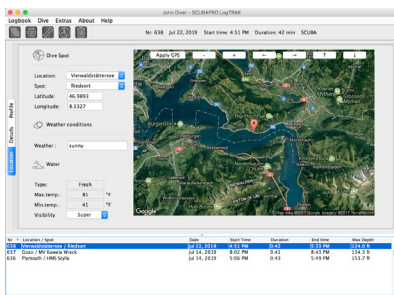 John Diver – SCUBAPRO LogTRAK
Logbook Dive Extras About Help
Nr: 638 Jul 22, 2019 Start time: 4:51 PM Duration: 42 min SCUBA
Profile
Details
Location
Dive Spot
Location: Vierwaldstättersee
Spot: Riedsort
Latitude: 46.9893
Longitude: 8.5327
Weather conditions
Weather : sunny
Water
Type: Fresh
Max.temp.: 81 °F
Min.temp.: 41 °F
Visibility Super
Apply GPS - + ← → ↑ ↓
Google
Nr Location / Spot Date Start Time Duration End time Max Depth
638 Vierwaldstättersee / Riedsort Jul 22, 2019 4:51 PM 0:42 5:33 PM 124.0 ft
637 Gozo / MV Kawela Wreck Jul 14, 2019 8:02 PM 0:41 8:43 PM 234.3 ft
636 Plymouth / HMS Scylla Jul 14, 2019 5:06 PM 0:43 5:49 PM 153.7 ft